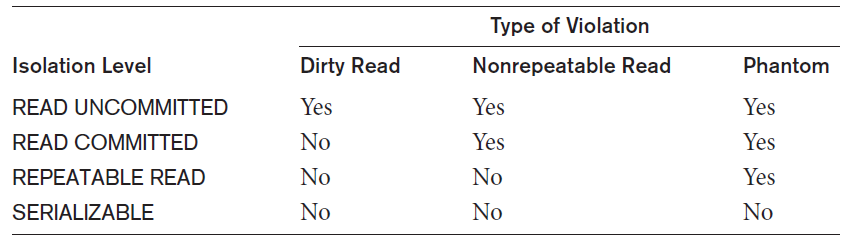 Type of Violation
Isolation Level Dirty Read Nonrepeatable Read Phantom
READ UNCOMMITTED Yes Yes Yes
READ COMMITTED No Yes Yes
REPEATABLE READ No No Yes
SERIALIZABLE No No No